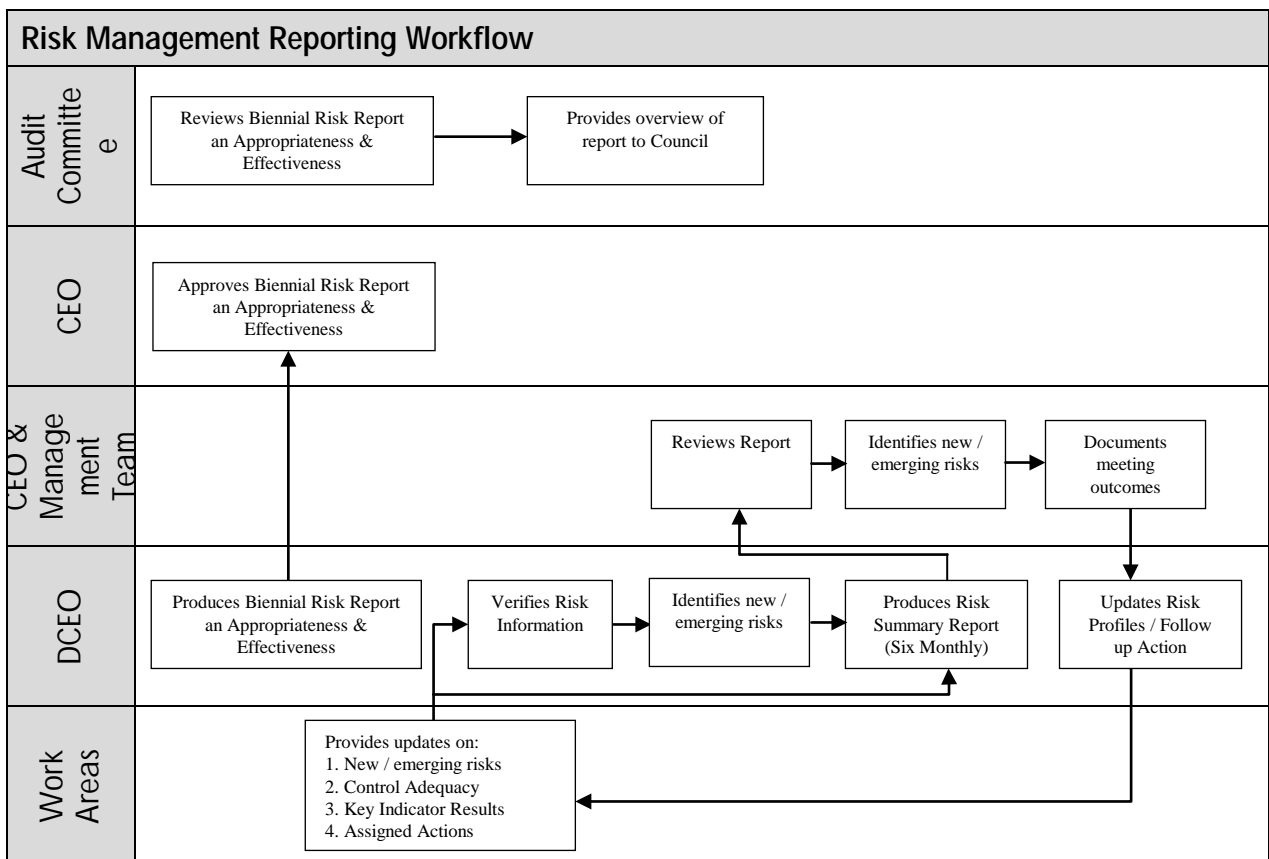 Risk Management Reporting Workflow
Audit
Committe
e
Reviews Biennial Risk Report
an Appropriateness &
Effectiveness
Provides overview of
report to Council
CEO
Approves Biennial Risk Report
an Appropriateness &
Effectiveness
CEO &
Manage
ment
Team
Reviews Report
Identifies new /
emerging risks
Documents
meeting
outcomes
DCEO
Produces Biennial Risk Report
an Appropriateness &
Effectiveness
Verifies Risk
Information
Identifies new /
emerging risks
Produces Risk
Summary Report
(Six Monthly)
Updates Risk
Profiles / Follow
up Action
Work
Areas
Provides updates on:
1. New / emerging risks
2. Control Adequacy
3. Key Indicator Results
4. Assigned Actions